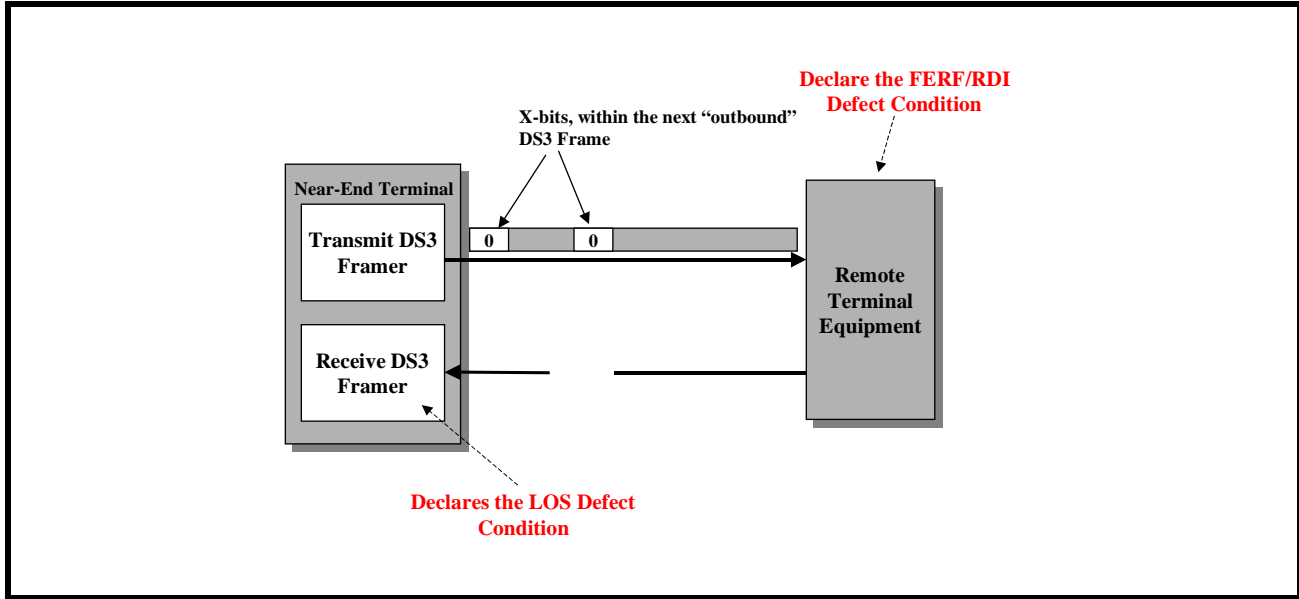 Declare the FERF/RDI
Defect Condition
X-bits, within the next “outbound”
DS3 Frame
Near-End Terminal
Transmit DS3
Framer
0
0
Remote
Terminal
Equipment
Receive DS3
Framer
Declares the LOS Defect
Condition